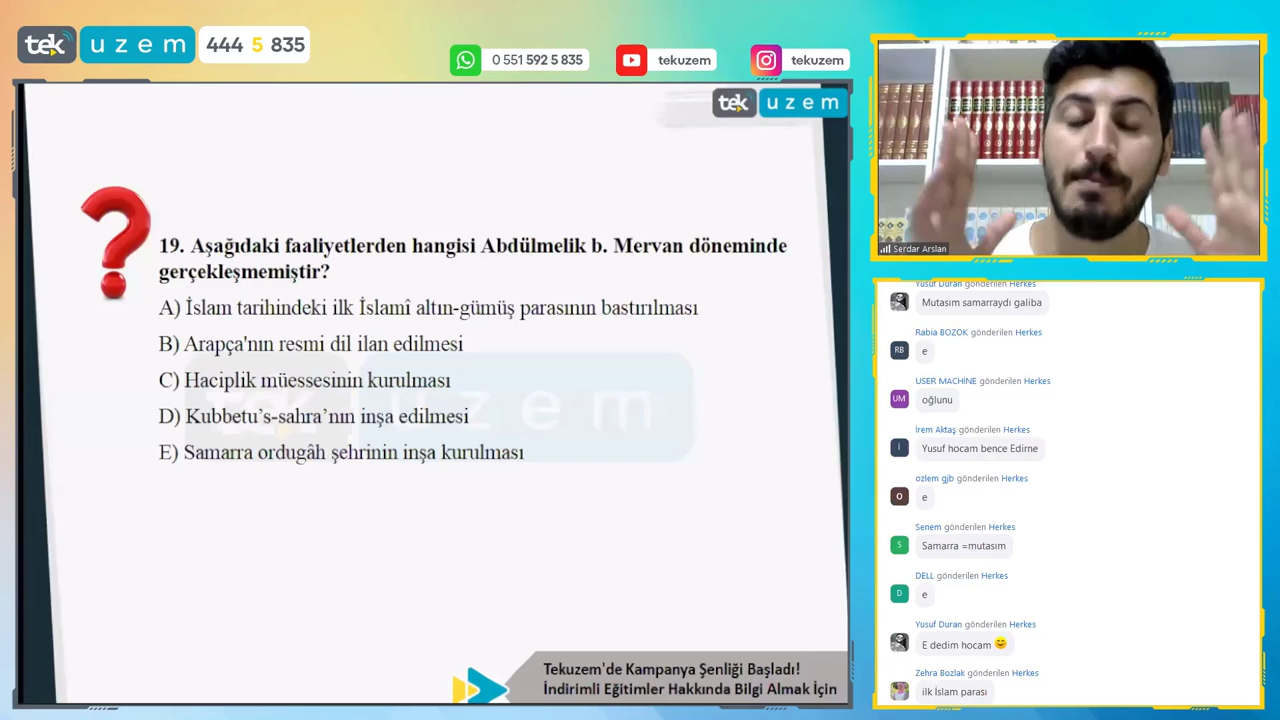 tek uzem 444 5 835
0 551 592 5 835
tekuzem
tekuzem
tek uzem
19. Aşağıdaki faaliyetlerden hangisi Abdülmelik b. Mervan döneminde
gerçekleşmemiştir?
A) İslam tarihindeki ilk İslamî altın-gümüş parasının bastırılması
B) Arapça'nın resmi dil ilan edilmesi
C) Haciplik müessesinin kurulması
D) Kubbetu’s-sahra’nın inşa edilmesi
E) Samarra ordugâh şehrinin inşa kurulması
uzem
Tekuzem'de Kampanya Şenliği Başladı!
İndirimli Eğitimler Hakkında Bilgi Almak İçin
Serdar Arslan
Yusuf Duran gönderilen Herkes
Mutasım samarraydı galiba
Rabia BOZOK gönderilen Herkes
RB
e
USER MACHİNE gönderilen Herkes
UM
oğlunu
İrem Aktaş gönderilen Herkes
İ
Yusuf hocam bence Edirne
ozlem gjb gönderilen Herkes
O
e
Senem gönderilen Herkes
S
Samarra =mutasım
DELL gönderilen Herkes
D
e
Yusuf Duran gönderilen Herkes
E dedim hocam 😊
Zehra Bozlak gönderilen Herkes
ilk İslam parası